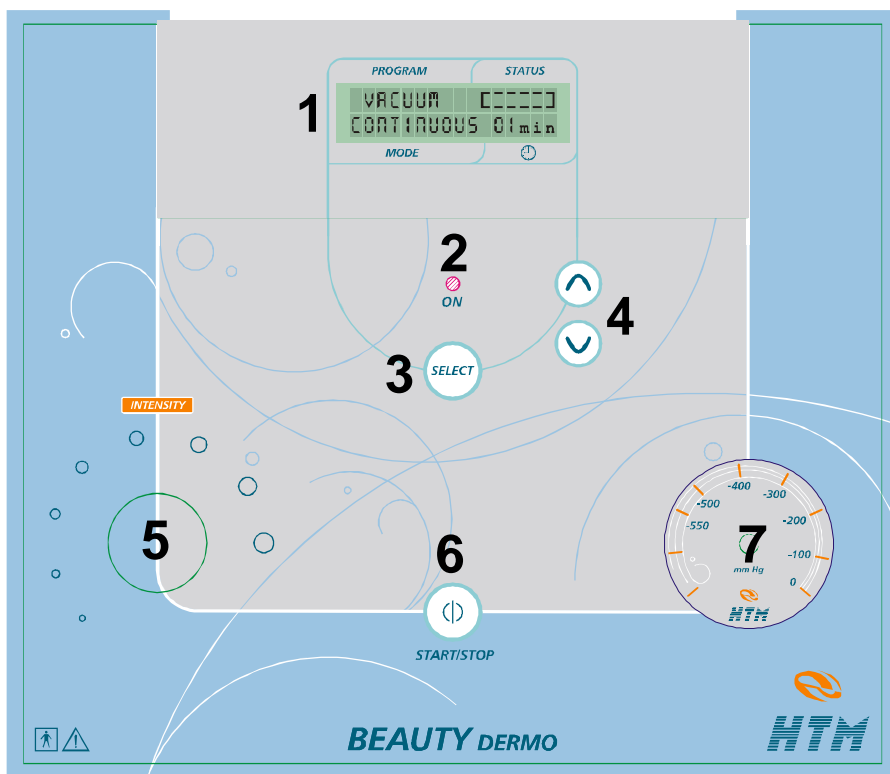 PROGRAM STATUS
1
VACUUM [-----]
CONTINUOUS 01min
MODE
2
ON
4
3
SELECT
INTENSITY
-400
-300
-500
-200
-550
5
6
7
-100
mm Hg
0
HTM
START/STOP
BEAUTY DERMO
HTM